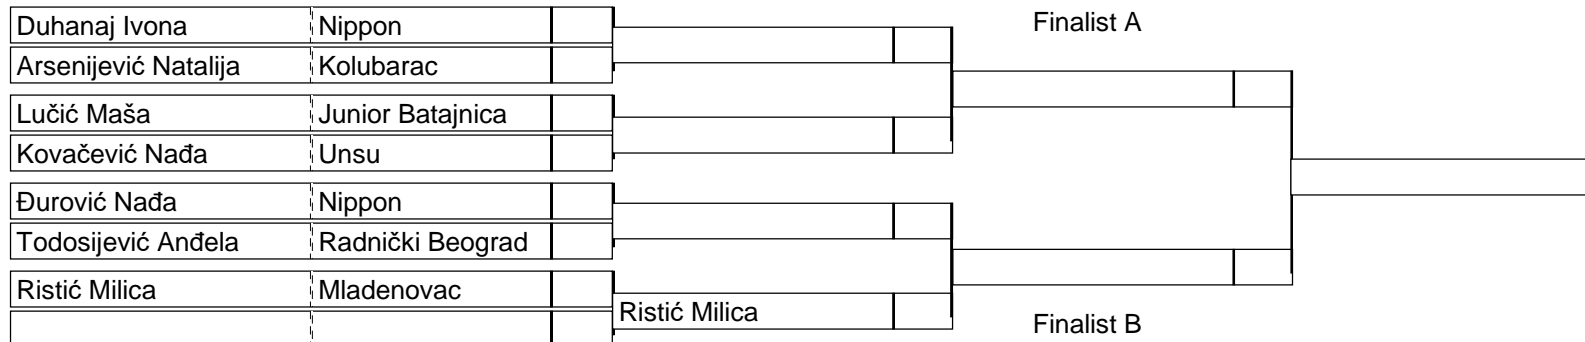 Duhanaj Ivona Nippon
Arsenijević Natalija Kolubarac
Lučić Maša Junior Batajnica
Kovačević Nađa Unsu
Đurović Nađa Nippon
Todosijević Anđela Radnički Beograd
Ristić Milica Mladenovac
Ristić Milica
Finalist A
Finalist B